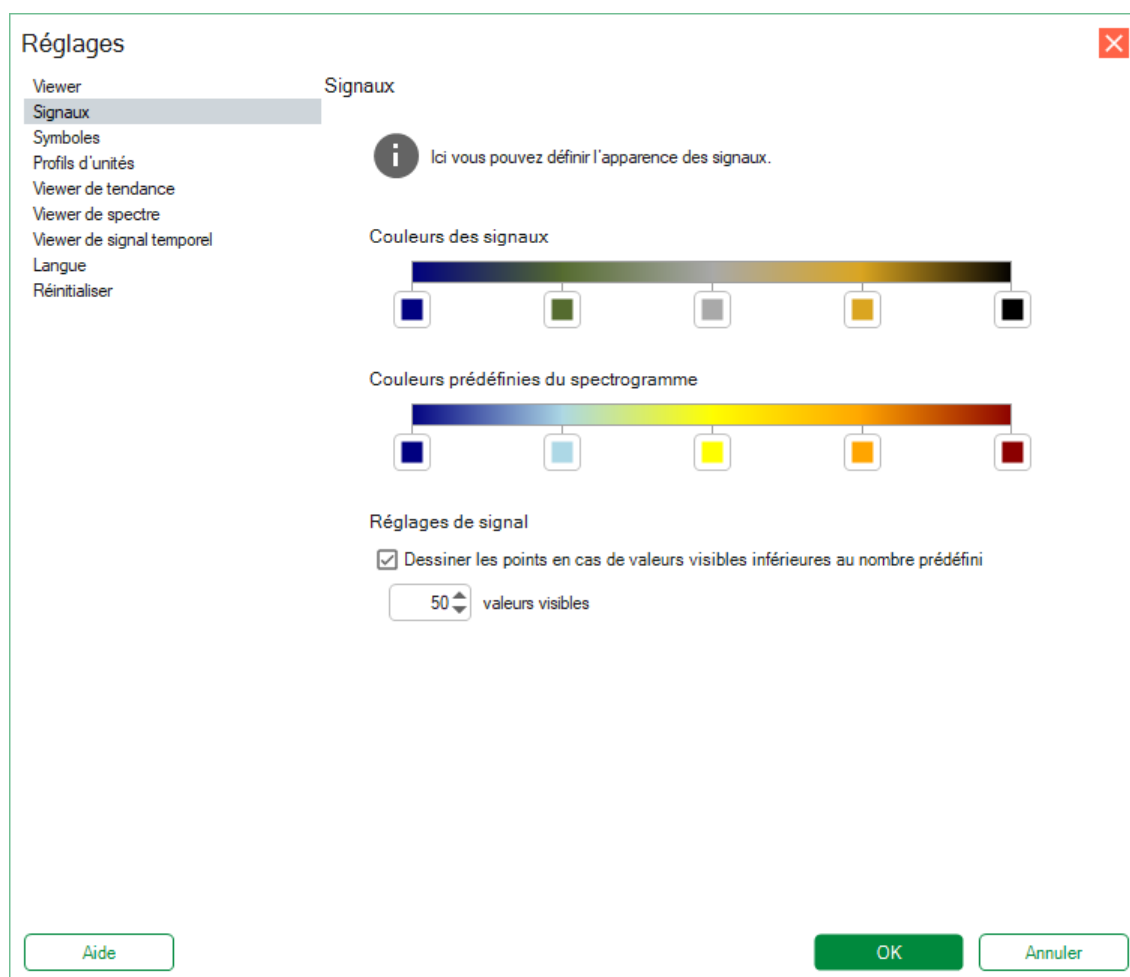 Réglages
Viewer
Signaux
Symboles
Profils d'unités
Viewer de tendance
Viewer de spectre
Viewer de signal temporel
Langue
Réinitialiser
Signaux
Ici vous pouvez définir l'apparence des signaux.
Couleurs des signaux
Couleurs prédéfinies du spectrogramme
Réglages de signal
Dessiner les points en cas de valeurs visibles inférieures au nombre prédéfini
50 valeurs visibles
Aide OK Annuler